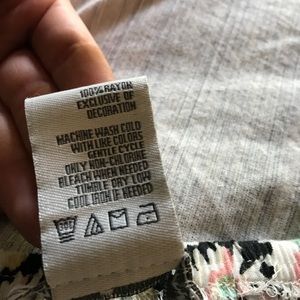 100% RAYON
EXCLUSIVE OF
DECORATION
MACHINE WASH COLD
WITH LIKE COLORS
GENTLE CYCLE
ONLY NON-CHLORINE
BLEACH WHEN NEEDED
TUMBLE DRY LOW
COOL IRON IF NEEDED